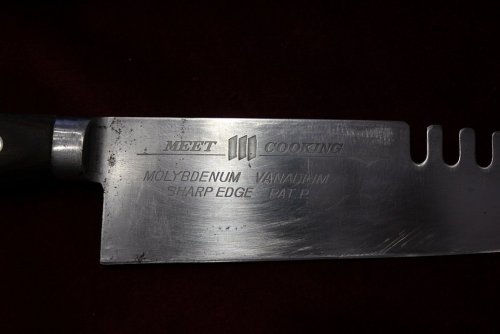 MEET COOKING
MOLYBDENUM VANADIUM
SHARP EDGE PAT. P.